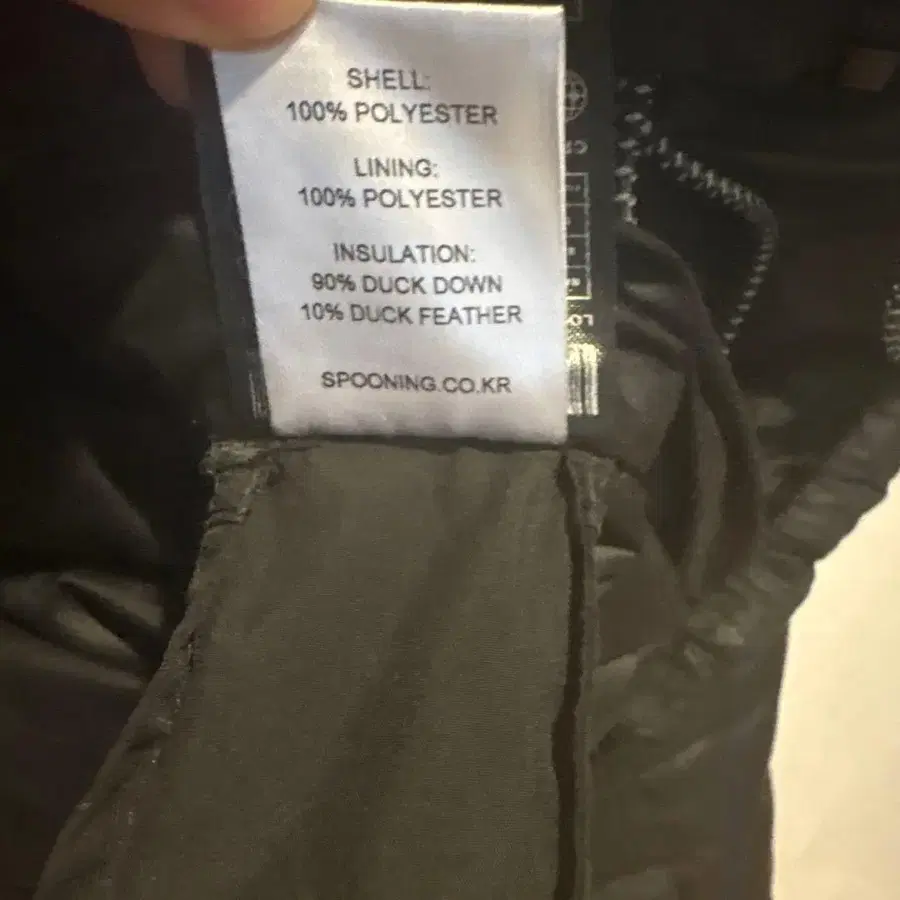 SHELL:
100% POLYESTER
LINING:
100% POLYESTER
INSULATION:
90% DUCK DOWN
10% DUCK FEATHER
SPOONING.CO.KR